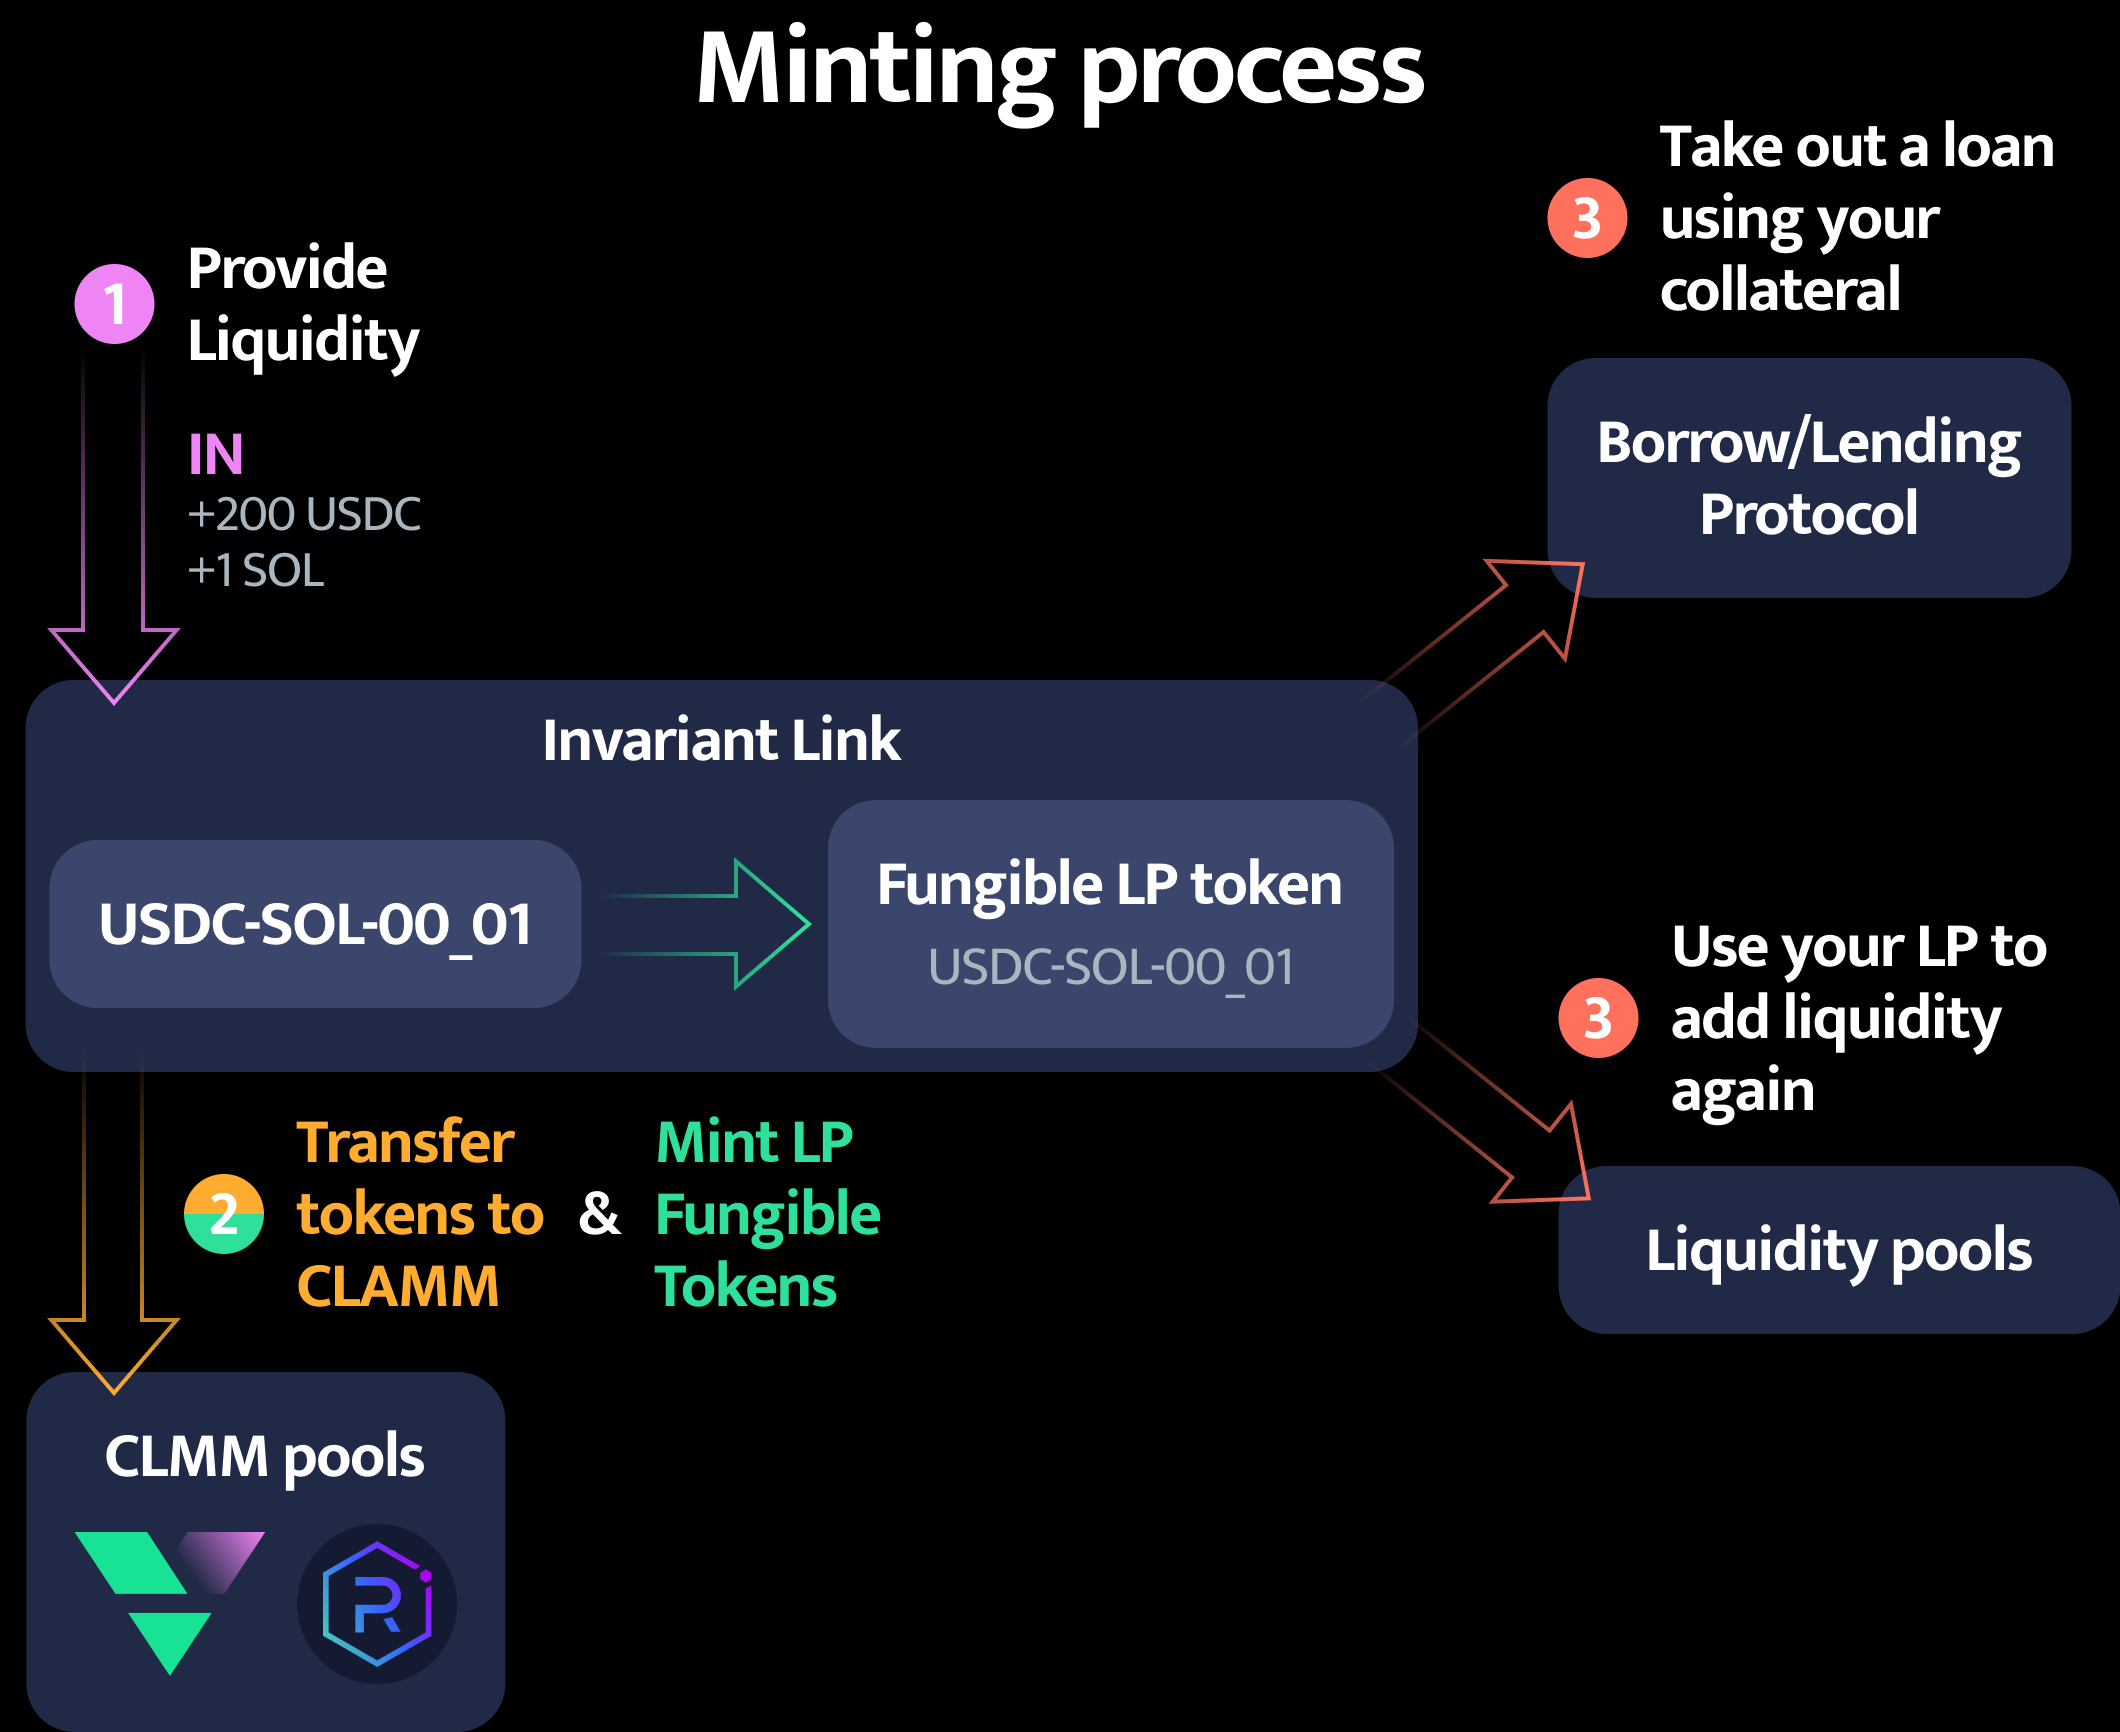 Minting process
1
Provide
Liquidity
IN
+200 USDC
+1 SOL
3
Take out a loan
using your
collateral
Borrow/Lending
Protocol
Invariant Link
USDC-SOL-00_01
Fungible LP token
USDC-SOL-00_01
3
Use your LP to
add liquidity
again
Liquidity pools
2
Transfer
tokens to
CLAMM
&
Mint LP
Fungible
Tokens
CLMM pools
R